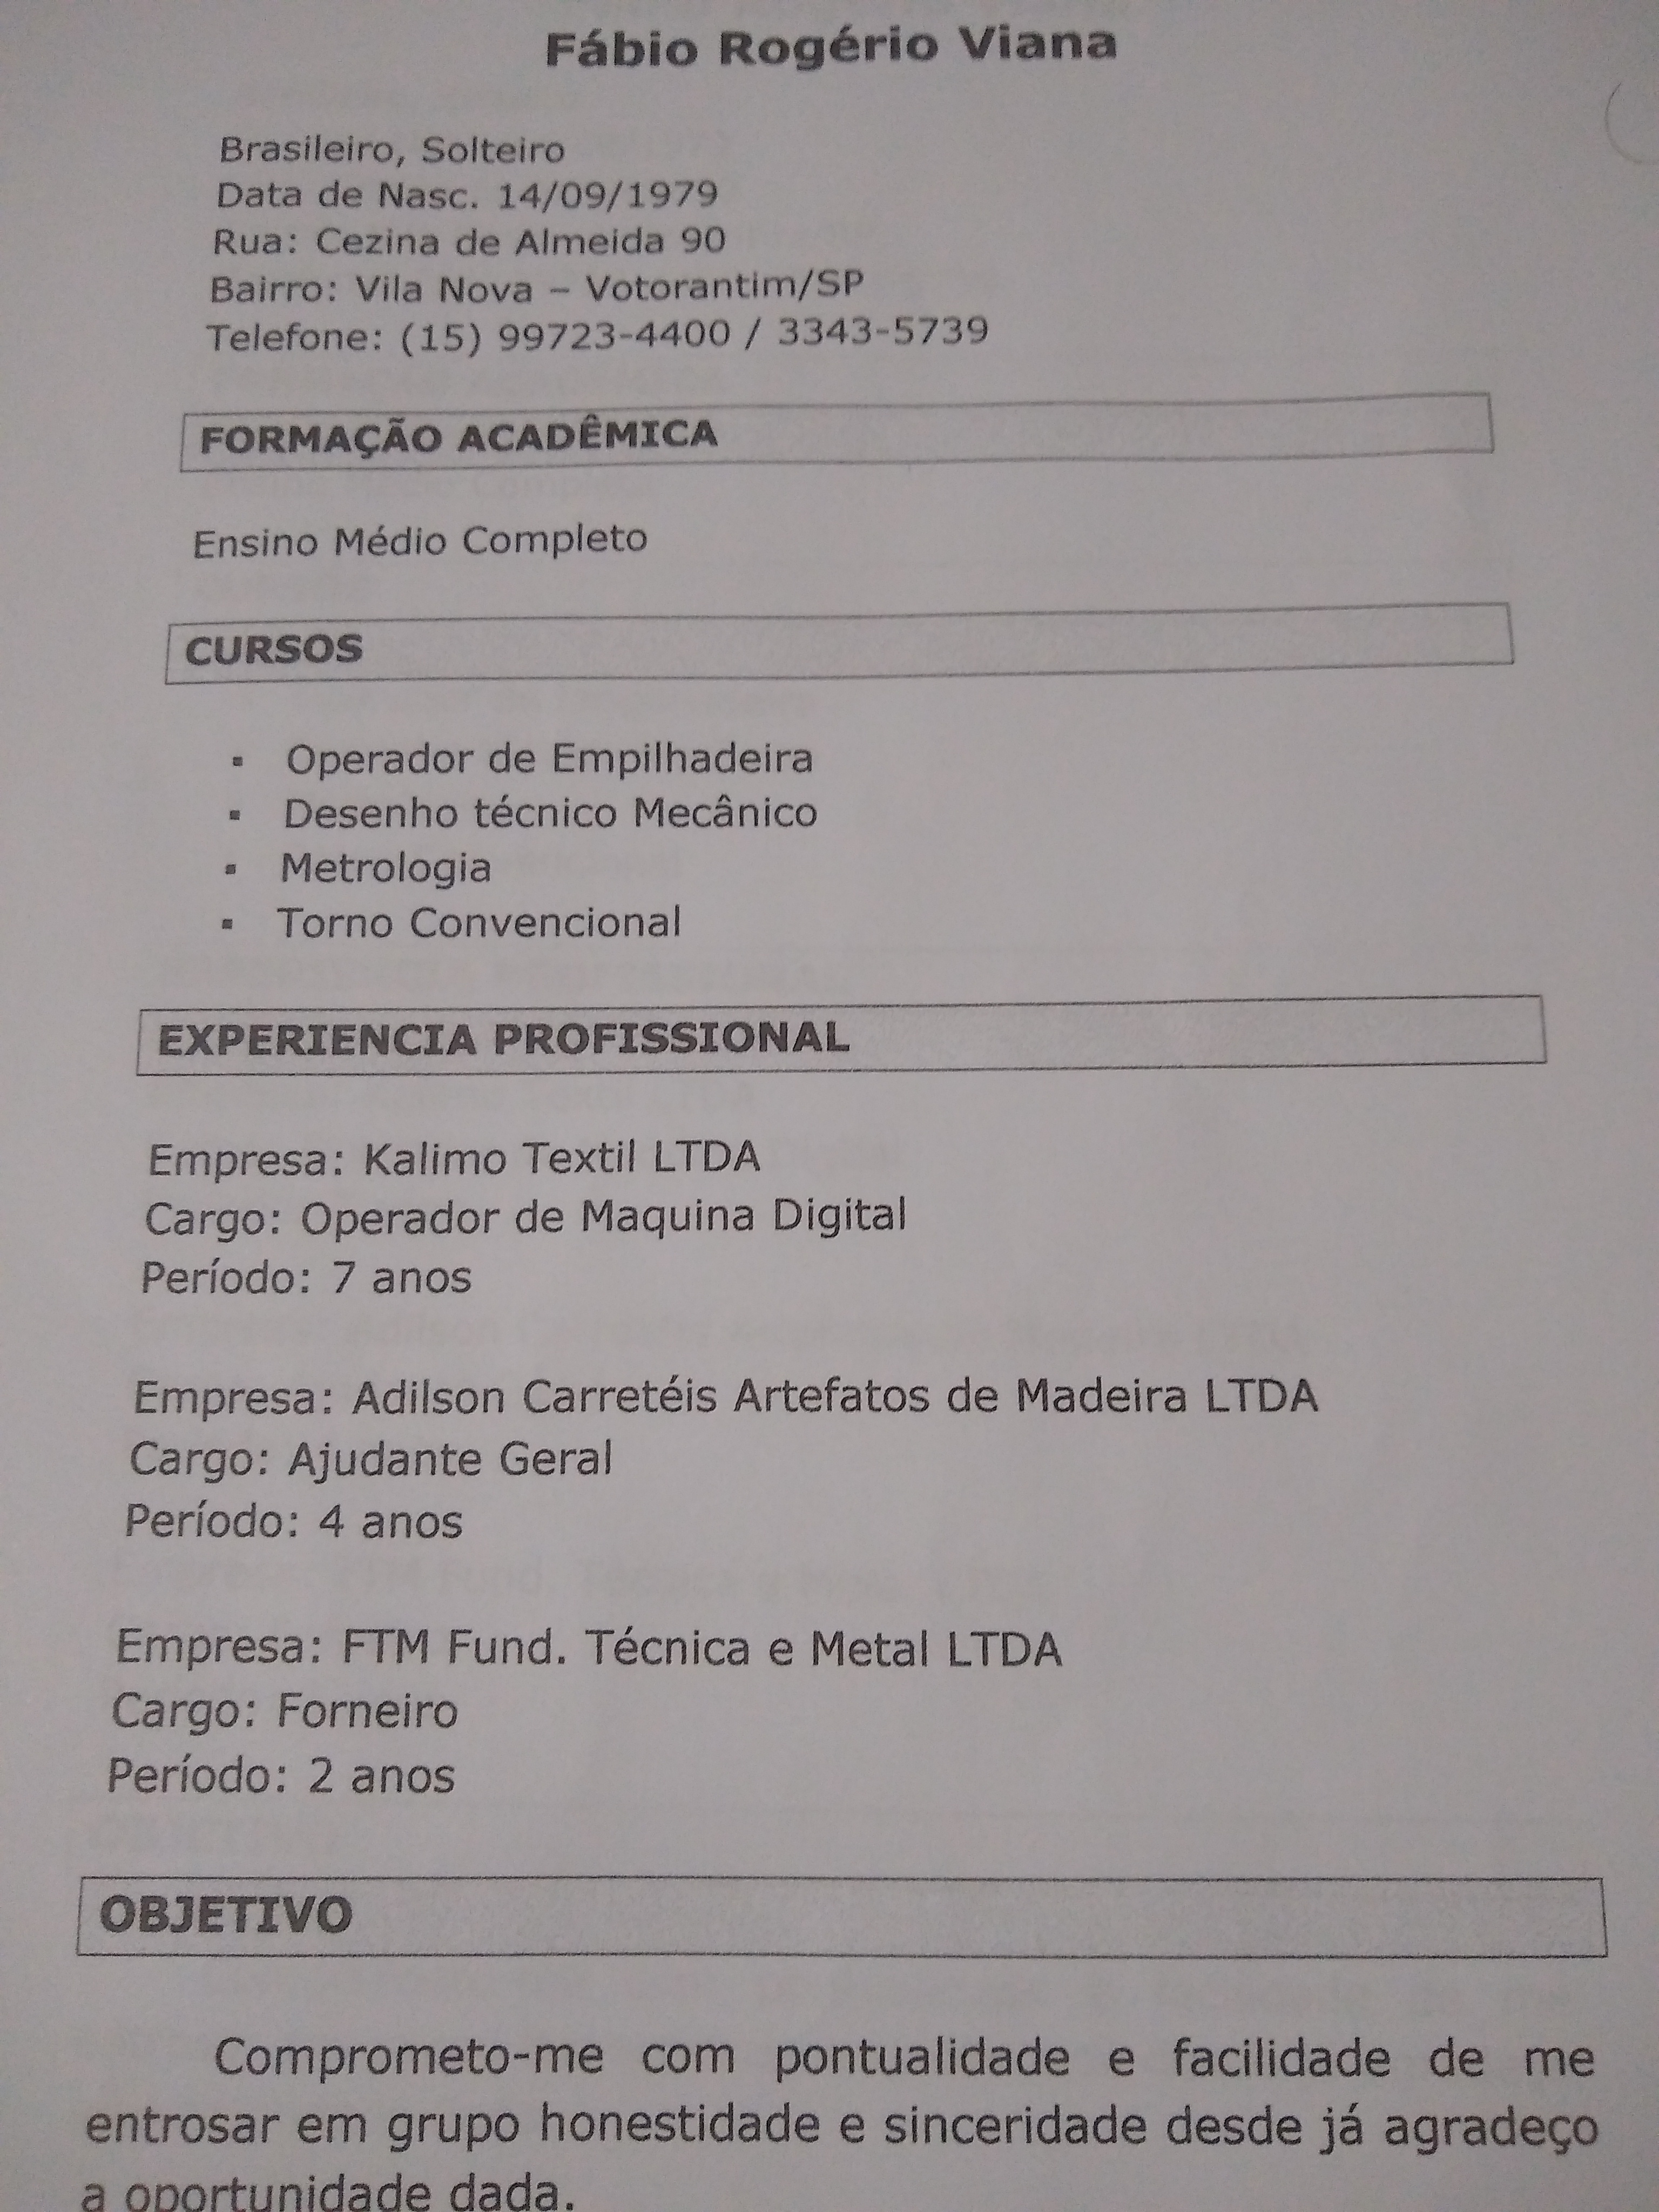 Fábio Rogério Viana
Brasileiro, Solteiro
Data de Nasc. 14/09/1979
Rua: Cezina de Almeida 90
Bairro: Vila Nova – Votorantim/SP
Telefone: (15) 99723-4400 / 3343-5739
FORMAÇÃO ACADÊMICA
Ensino Médio Completo
CURSOS
▪ Operador de Empilhadeira
▪ Desenho técnico Mecânico
▪ Metrologia
▪ Torno Convencional
EXPERIENCIA PROFISSIONAL
Empresa: Kalimo Textil LTDA
Cargo: Operador de Maquina Digital
Período: 7 anos
Empresa: Adilson Carretéis Artefatos de Madeira LTDA
Cargo: Ajudante Geral
Período: 4 anos
Empresa: FTM Fund. Técnica e Metal LTDA
Cargo: Forneiro
Período: 2 anos
OBJETIVO
Comprometo-me com pontualidade e facilidade de me
entrosar em grupo honestidade e sinceridade desde já agradeço
a oportunidade dada.